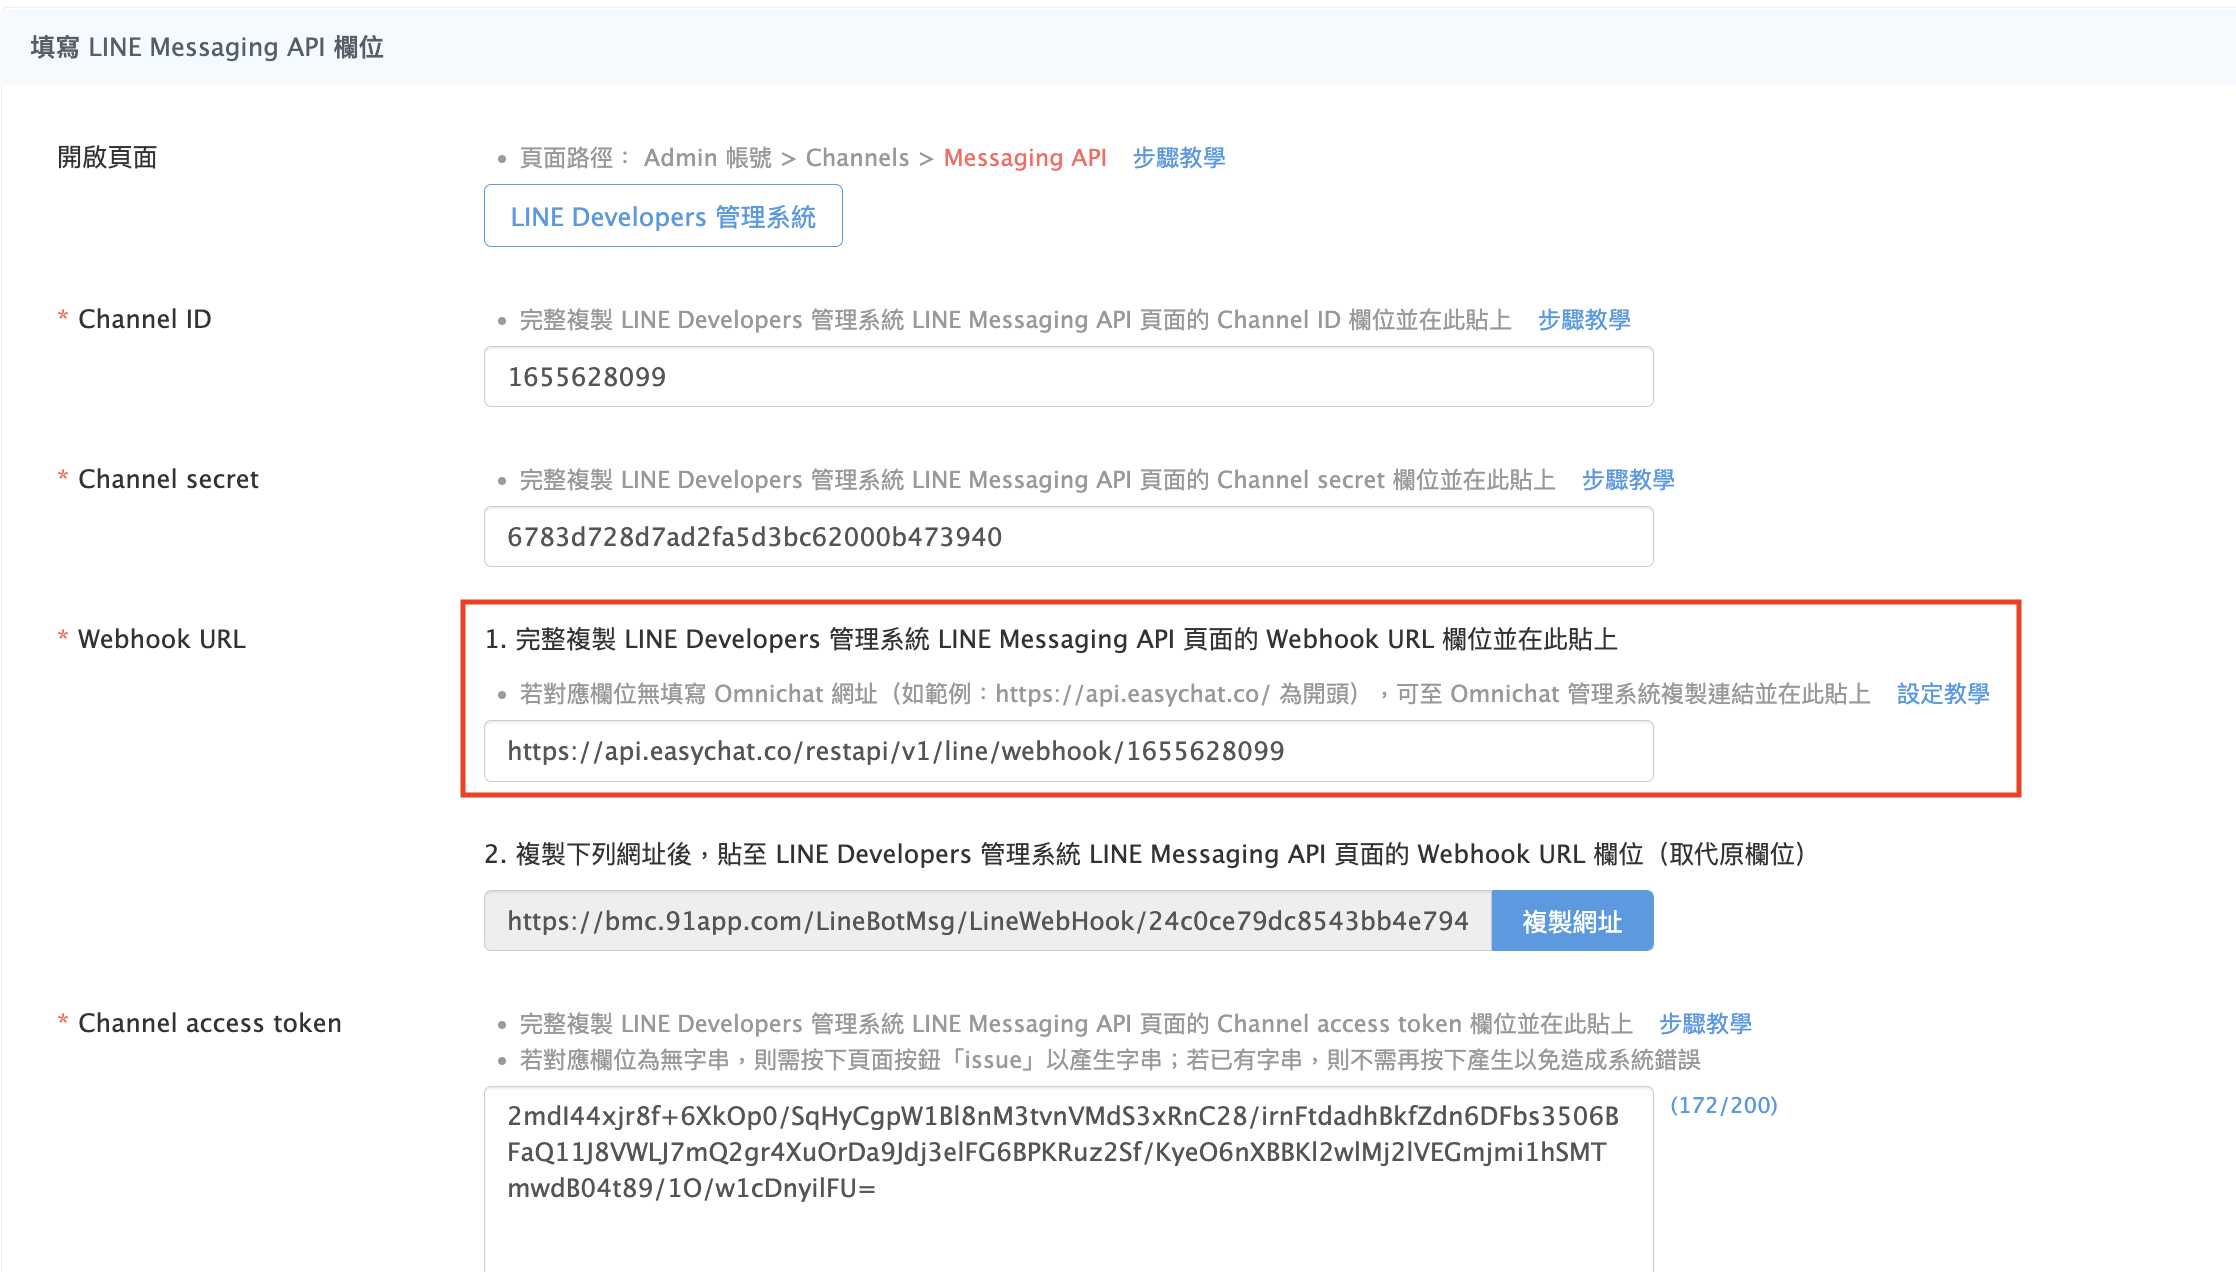 填寫 LINE Messaging API 欄位
開啟頁面
• 頁面路徑： Admin 帳號 > Channels > Messaging API 步驟教學
LINE Developers 管理系統
* Channel ID
• 完整複製 LINE Developers 管理系統 LINE Messaging API 頁面的 Channel ID 欄位並在此貼上 步驟教學
1655628099
* Channel secret
• 完整複製 LINE Developers 管理系統 LINE Messaging API 頁面的 Channel secret 欄位並在此貼上 步驟教學
6783d728d7ad2fa5d3bc62000b473940
* Webhook URL
1. 完整複製 LINE Developers 管理系統 LINE Messaging API 頁面的 Webhook URL 欄位並在此貼上
• 若對應欄位無填寫 Omnichat 網址（如範例：https://api.easychat.co/ 為開頭），可至 Omnichat 管理系統複製連結並在此貼上 設定教學
https://api.easychat.co/restapi/v1/line/webhook/1655628099
2. 複製下列網址後，貼至 LINE Developers 管理系統 LINE Messaging API 頁面的 Webhook URL 欄位（取代原欄位）
https://bmc.91app.com/LineBotMsg/LineWebHook/24c0ce79dc8543bb4e794
複製網址
* Channel access token
• 完整複製 LINE Developers 管理系統 LINE Messaging API 頁面的 Channel access token 欄位並在此貼上 步驟教學
• 若對應欄位為無字串，則需按下頁面按鈕「issue」以產生字串；若已有字串，則不需再按下產生以免造成系統錯誤
2mdI44xjr8f+6XkOp0/SqHyCgpW1Bl8nM3tvnVMdS3xRnC28/irnFtdadhBkfZdn6DFbs3506B
FaQ11J8VWLJ7mQ2gr4XuOrDa9Jdj3elFG6BPKRuz2Sf/KyeO6nXBBKl2wlMj2lVEGmjmi1hSMT
mwdB04t89/1O/w1cDnyilFU=
(172/200)